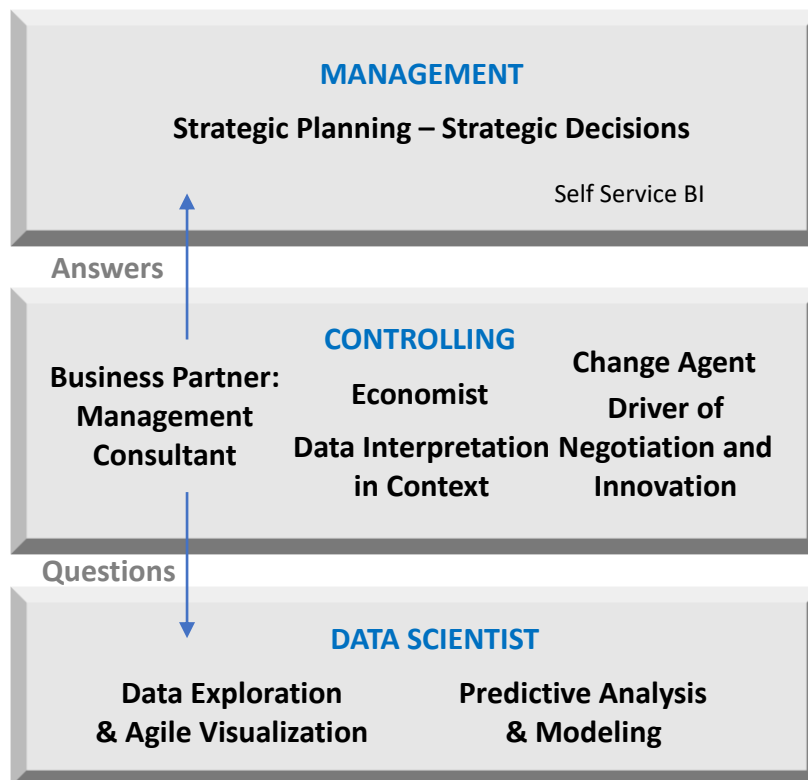 MANAGEMENT
Strategic Planning – Strategic Decisions
Self Service BI
Answers
CONTROLLING
Business Partner:
Management
Consultant
Economist
Data Interpretation
in Context
Change Agent
Driver of
Negotiation and
Innovation
Questions
DATA SCIENTIST
Data Exploration
& Agile Visualization
Predictive Analysis
& Modeling